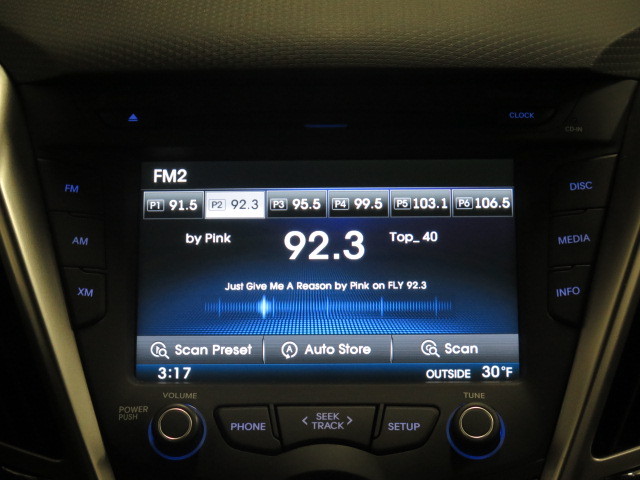 CLOCK
CD-IN
FM2
FM
DISC
P1 91.5 P2 92.3 P3 95.5 P4 99.5 P5 103.1 P6 106.5
by Pink 92.3 Top_ 40
AM
MEDIA
Just Give Me A Reason by Pink on FLY 92.3
XM
INFO
Scan Preset Auto Store Scan
3:17 OUTSIDE 30°F
VOLUME
TUNE
POWER
PUSH
PHONE
SEEK
TRACK
SETUP